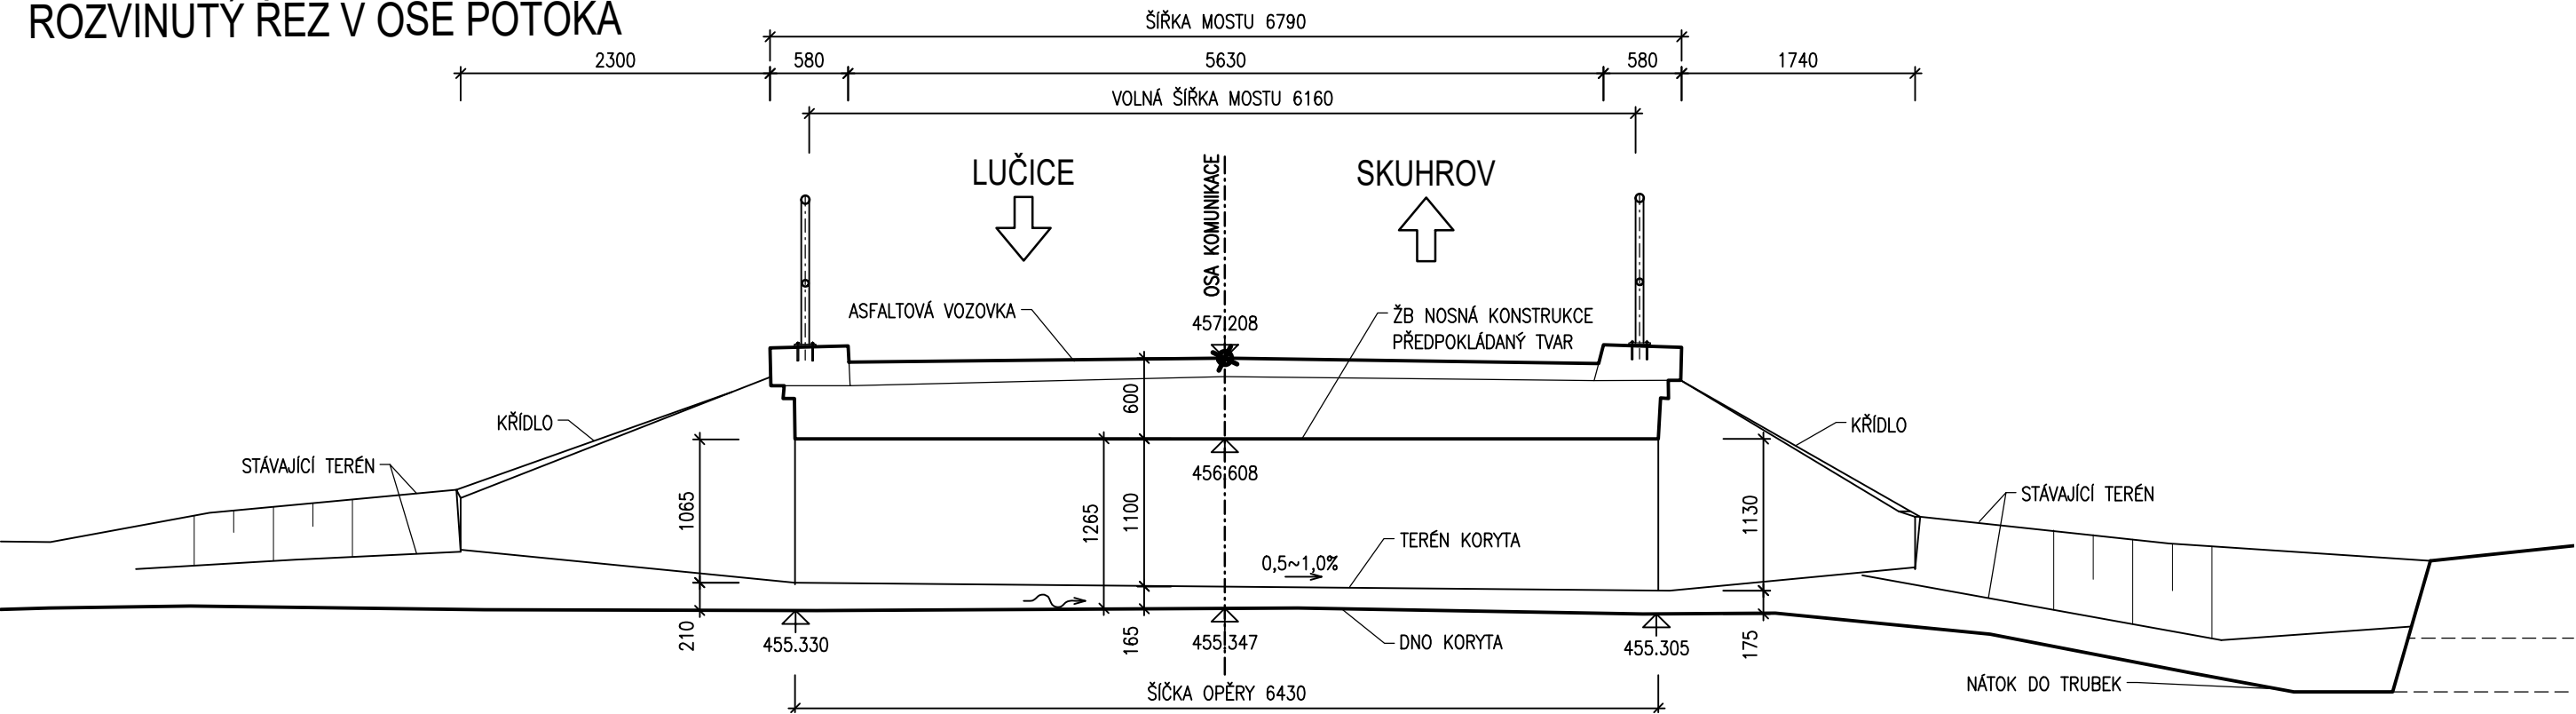 ROZVINUTÝ ŘEZ V OSE POTOKA
ŠÍŘKA MOSTU 6790
2300
580
5630
580
1740
VOLNÁ ŠÍŘKA MOSTU 6160
LUČICE
OSA KOMUNIKACE
SKUHROV
ASFALTOVÁ VOZOVKA
457.208
ŽB NOSNÁ KONSTRUKCE
PŘEDPOKLÁDANÝ TVAR
600
KŘÍDLO
KŘÍDLO
STÁVAJÍCÍ TERÉN
456.608
STÁVAJÍCÍ TERÉN
1065
1265
1100
1130
TERÉN KORYTA
0,5~1,0%
210
455.330
165
455.347
DNO KORYTA
455.305
175
NÁTOK DO TRUBEK
ŠÍČKA OPĚRY 6430